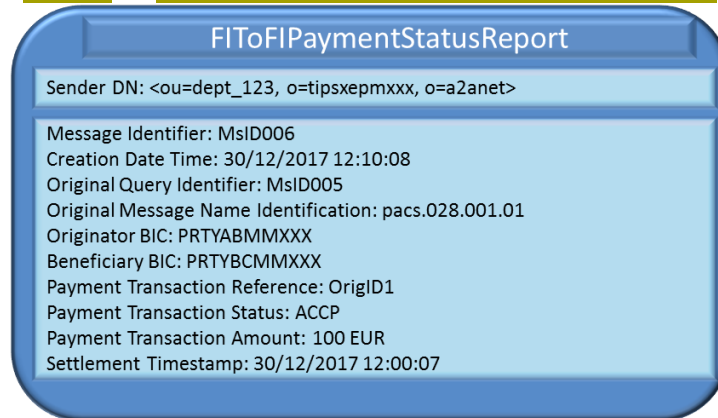 FIToFIPaymentStatusReport
Sender DN: <ou=dept_123, o=tipsxepmxxx, o=a2anet>
Message Identifier: MsID006
Creation Date Time: 30/12/2017 12:10:08
Original Query Identifier: MsID005
Original Message Name Identification: pacs.028.001.01
Originator BIC: PRTYABMMXXX
Beneficiary BIC: PRTYBCMMXXX
Payment Transaction Reference: OrigID1
Payment Transaction Status: ACCP
Payment Transaction Amount: 100 EUR
Settlement Timestamp: 30/12/2017 12:00:07